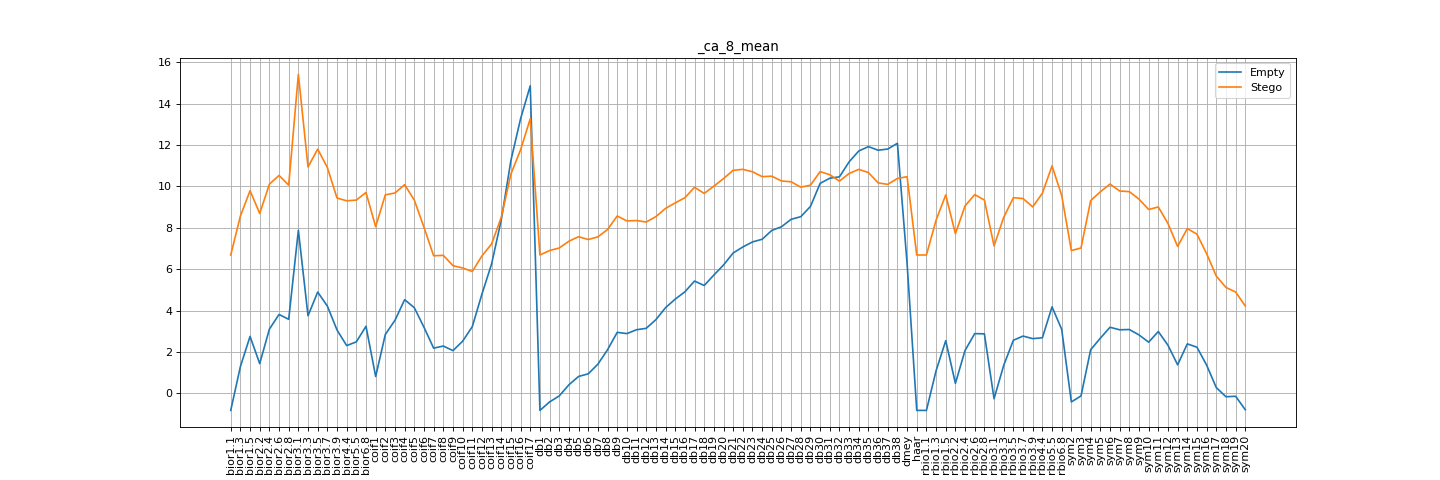 _ca_8_mean
Empty
Stego
16
14
12
10
8
6
4
2
0
bior1.1
bior1.3
bior1.5
bior2.2
bior2.4
bior2.6
bior2.8
bior3.1
bior3.3
bior3.5
bior3.7
bior3.9
bior4.4
bior5.5
bior6.8
coif1
coif2
coif3
coif4
coif5
coif6
coif7
coif8
coif9
coif10
coif11
coif12
coif13
coif14
coif15
coif16
coif17
db1
db2
db3
db4
db5
db6
db7
db8
db9
db10
db11
db12
db13
db14
db15
db16
db17
db18
db19
db20
db21
db22
db23
db24
db25
db26
db27
db28
db29
db30
db31
db32
db33
db34
db35
db36
db37
db38
dmey
haar
rbio1.1
rbio1.3
rbio1.5
rbio2.2
rbio2.4
rbio2.6
rbio2.8
rbio3.1
rbio3.3
rbio3.5
rbio3.7
rbio3.9
rbio4.4
rbio5.5
rbio6.8
sym2
sym3
sym4
sym5
sym6
sym7
sym8
sym9
sym10
sym11
sym12
sym13
sym14
sym15
sym16
sym17
sym18
sym19
sym20